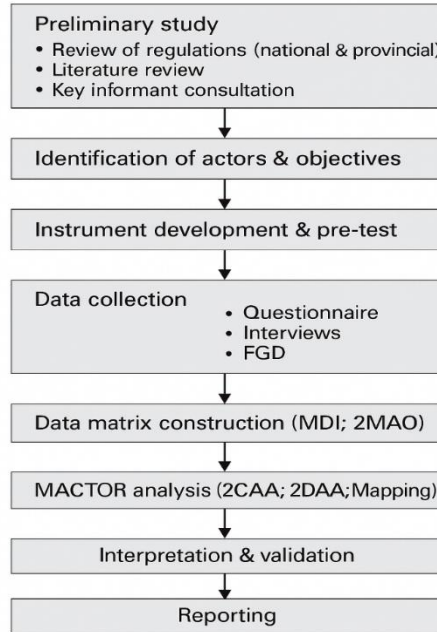 Preliminary study
• Review of regulations (national & provincial)
• Literature review
• Key informant consultation
Identification of actors & objectives
Instrument development & pre-test
Data collection
• Questionnaire
• Interviews
• FGD
Data matrix construction (MDI; 2MAO)
MACTOR analysis (2CAA; 2DAA; Mapping)
Interpretation & validation
Reporting